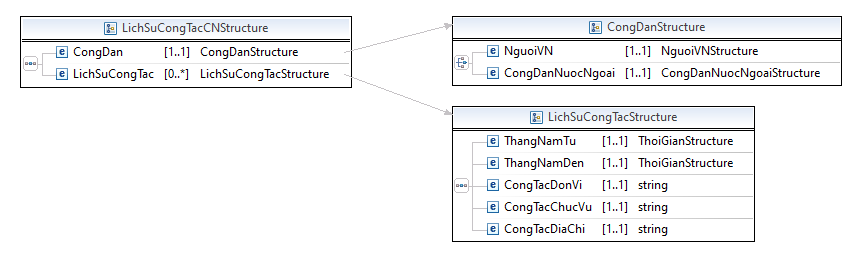 LichSuCongTacCNStructure
e CongDan [1..1] CongDanStructure
e LichSuCongTac [0..*] LichSuCongTacStructure
CongDanStructure
e NguoiVN [1..1] NguoiVNStructure
e CongDanNuocNgoai [1..1] CongDanNuocNgoaiStructure
LichSuCongTacStructure
e ThangNamTu [1..1] ThoiGianStructure
e ThangNamDen [1..1] ThoiGianStructure
e CongTacDonVi [1..1] string
e CongTacChucVu [1..1] string
e CongTacDiaChi [1..1] string